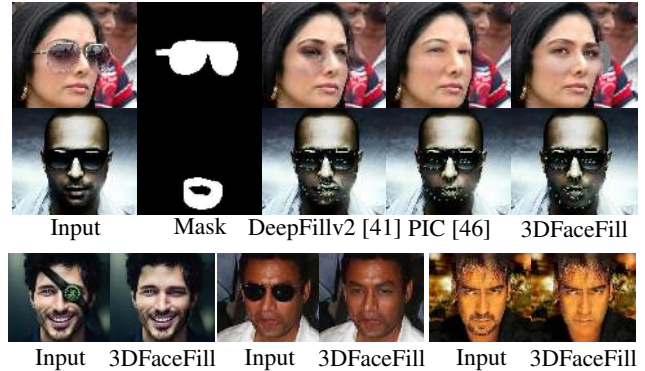 Input Mask DeepFillv2 [41] PIC [46] 3DFaceFill
Input 3DFaceFill Input 3DFaceFill Input 3DFaceFill